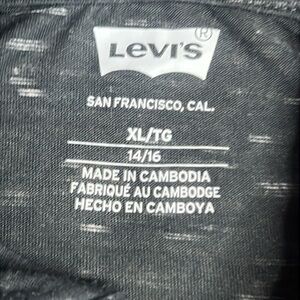 LEVI'S®
SAN FRANCISCO, CAL.
XL/TG
14/16
MADE IN CAMBODIA
FABRIQUÉ AU CAMBODGE
HECHO EN CAMBOYA